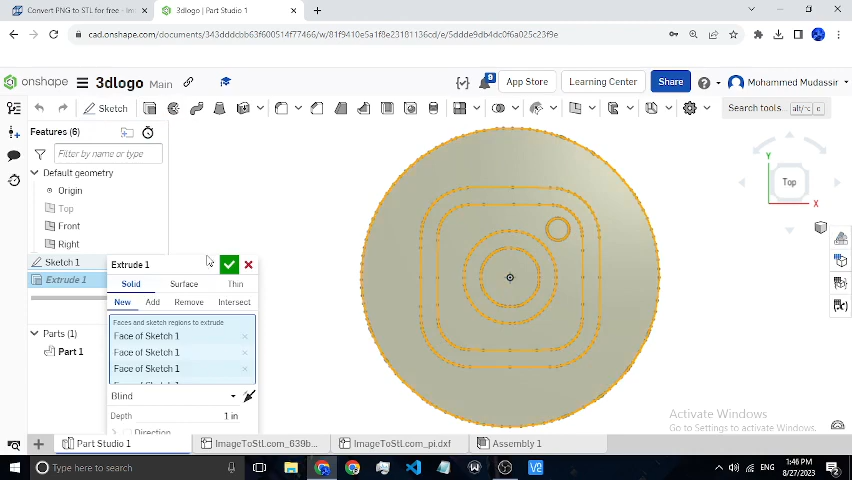 Convert PNG to STL for free - Im
3dlogo | Part Studio 1
cad.onshape.com/documents/343dddcbb63f600514f77466/w/81f9410e5a1f8e23181136cd/e/5ddde9db4dc0f6a025c23f9e
onshape
3dlogo Main
9
App Store
Learning Center
Share
Mohammed Mudassir
Sketch
Search tools
alt/⌥
c
Features (6)
Filter by name or type
Default geometry
Origin
Top
Front
Right
Sketch 1
Extrude 1
Extrude 1
Solid
Surface
Thin
New
Add
Remove
Intersect
Faces and sketch regions to extrude
Face of Sketch 1
Face of Sketch 1
Face of Sketch 1
Blind
Depth
1 in
Direction
Parts (1)
Part 1
Y
Top
X
Activate Windows
Go to Settings to activate Windows.
Part Studio 1
ImageToStl.com_639b...
ImageToStl.com_pi.dxf
Assembly 1
Type here to search
ENG
1:46 PM
8/27/2023